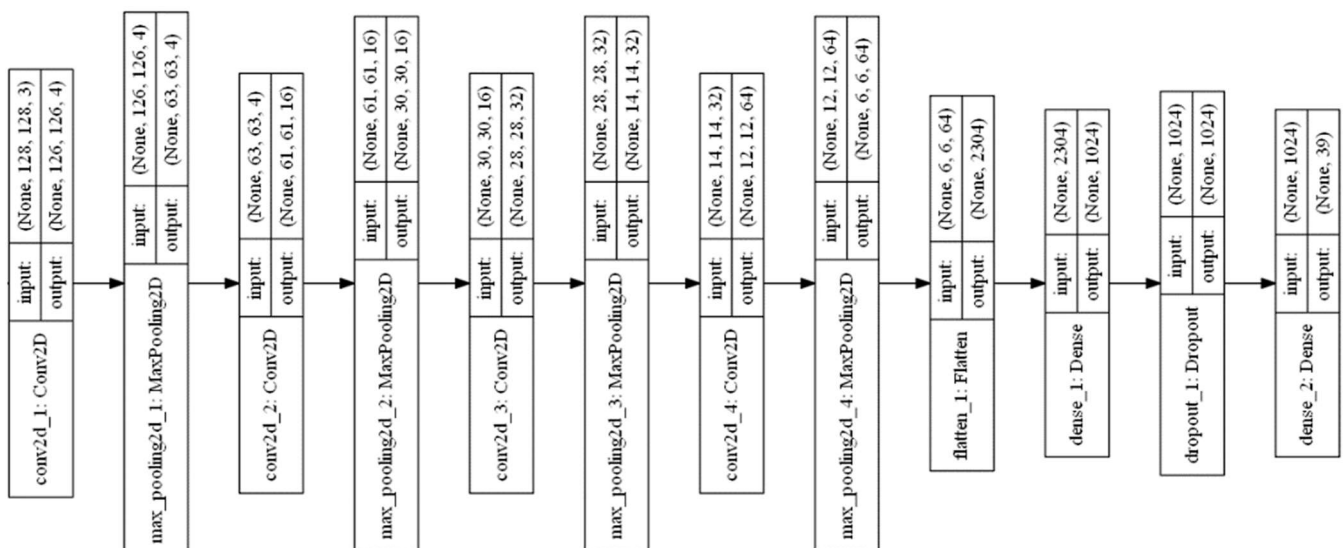 conv2d_1: Conv2D
input: (None, 128, 128, 3)
output: (None, 126, 126, 4)
max_pooling2d_1: MaxPooling2D
input: (None, 126, 126, 4)
output: (None, 63, 63, 4)
conv2d_2: Conv2D
input: (None, 63, 63, 4)
output: (None, 61, 61, 16)
max_pooling2d_2: MaxPooling2D
input: (None, 61, 61, 16)
output: (None, 30, 30, 16)
conv2d_3: Conv2D
input: (None, 30, 30, 16)
output: (None, 28, 28, 32)
max_pooling2d_3: MaxPooling2D
input: (None, 28, 28, 32)
output: (None, 14, 14, 32)
conv2d_4: Conv2D
input: (None, 14, 14, 32)
output: (None, 12, 12, 64)
max_pooling2d_4: MaxPooling2D
input: (None, 12, 12, 64)
output: (None, 6, 6, 64)
flatten_1: Flatten
input: (None, 6, 6, 64)
output: (None, 2304)
dense_1: Dense
input: (None, 2304)
output: (None, 1024)
dropout_1: Dropout
input: (None, 1024)
output: (None, 1024)
dense_2: Dense
input: (None, 1024)
output: (None, 39)